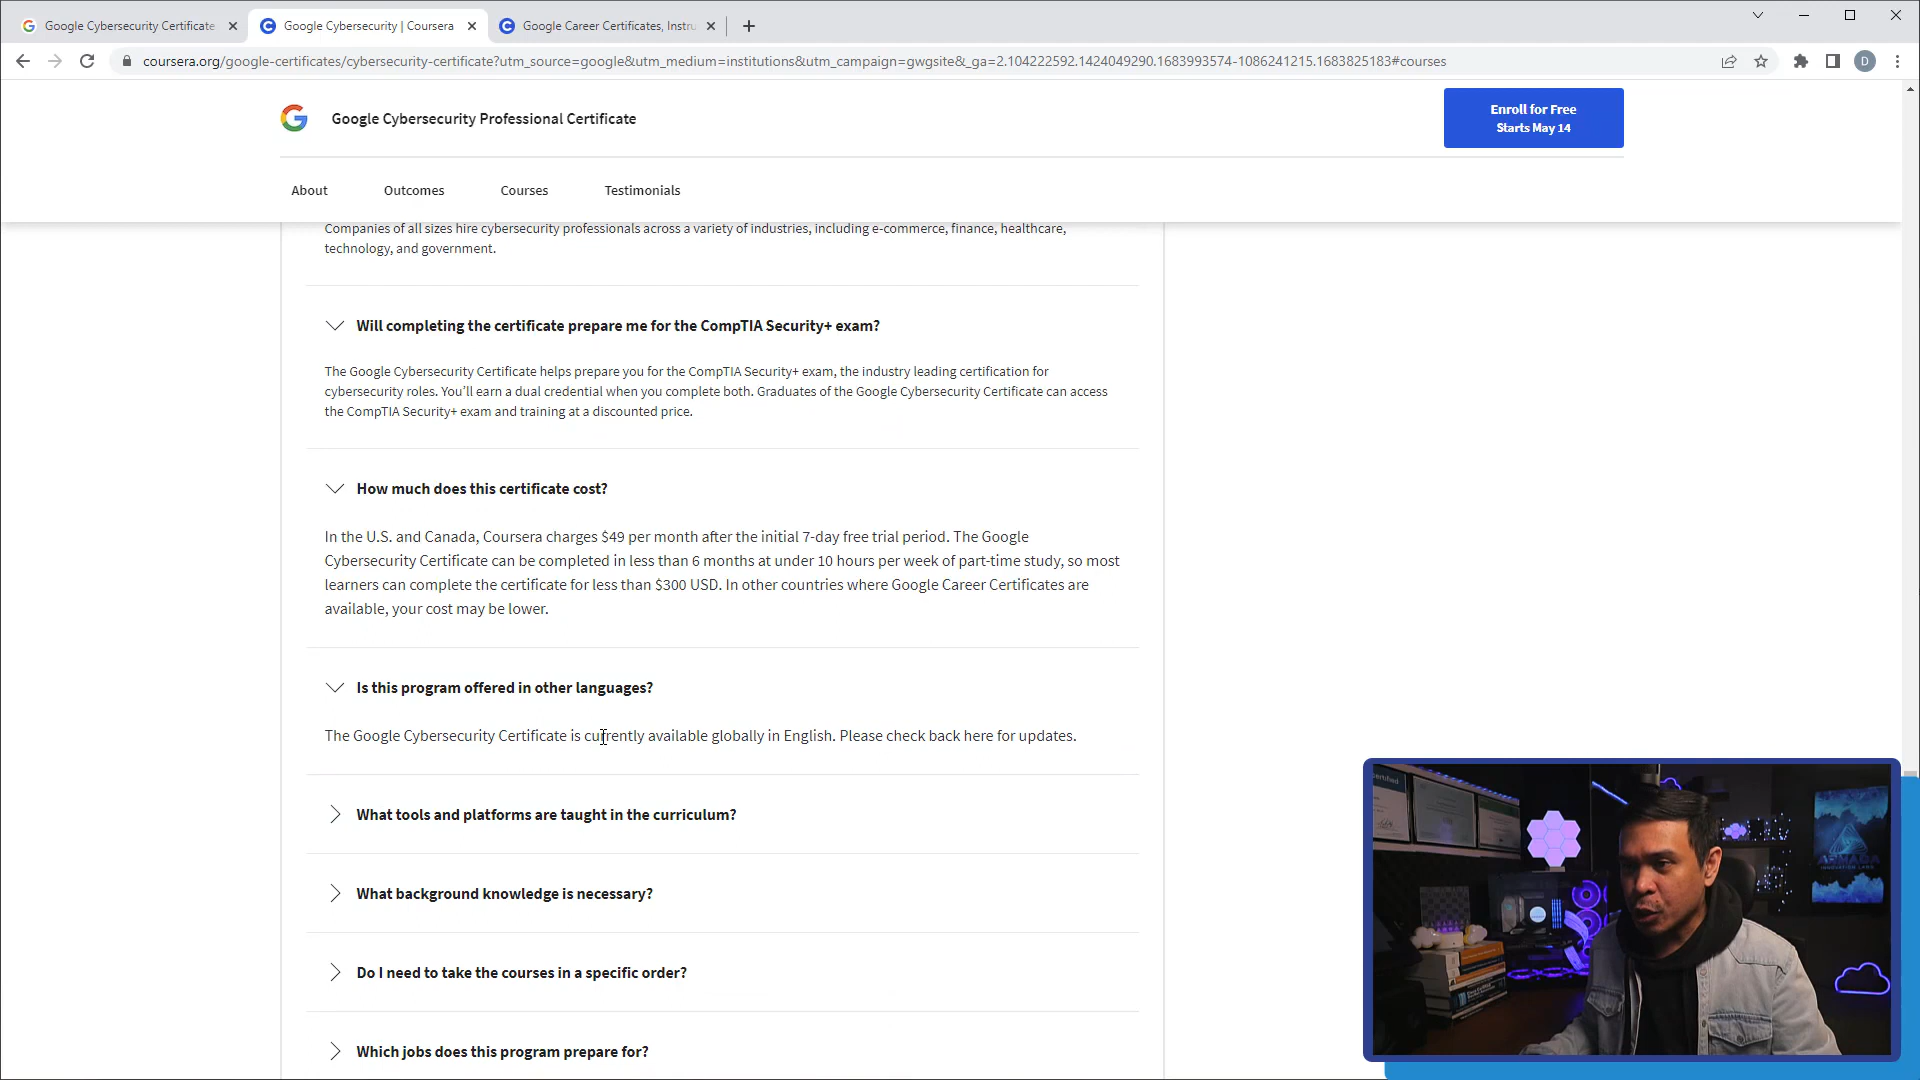 Google Cybersecurity Certificate
Google Cybersecurity | Coursera
Google Career Certificates, Instru
coursera.org/google-certificates/cybersecurity-certificate?utm_source=google&utm_medium=institutions&utm_campaign=gwgsite&_ga=2.104222592.1424049290.1683993574-1086241215.1683825183#courses
D
Google Cybersecurity Professional Certificate
Enroll for Free
Starts May 14
About
Outcomes
Courses
Testimonials
Companies of all sizes hire cybersecurity professionals across a variety of industries, including e-commerce, finance, healthcare,
technology, and government.
Will completing the certificate prepare me for the CompTIA Security+ exam?
The Google Cybersecurity Certificate helps prepare you for the CompTIA Security+ exam, the industry leading certification for
cybersecurity roles. You’ll earn a dual credential when you complete both. Graduates of the Google Cybersecurity Certificate can access
the CompTIA Security+ exam and training at a discounted price.
How much does this certificate cost?
In the U.S. and Canada, Coursera charges $49 per month after the initial 7-day free trial period. The Google
Cybersecurity Certificate can be completed in less than 6 months at under 10 hours per week of part-time study, so most
learners can complete the certificate for less than $300 USD. In other countries where Google Career Certificates are
available, your cost may be lower.
Is this program offered in other languages?
The Google Cybersecurity Certificate is currently available globally in English. Please check back here for updates.
What tools and platforms are taught in the curriculum?
What background knowledge is necessary?
Do I need to take the courses in a specific order?
Which jobs does this program prepare for?